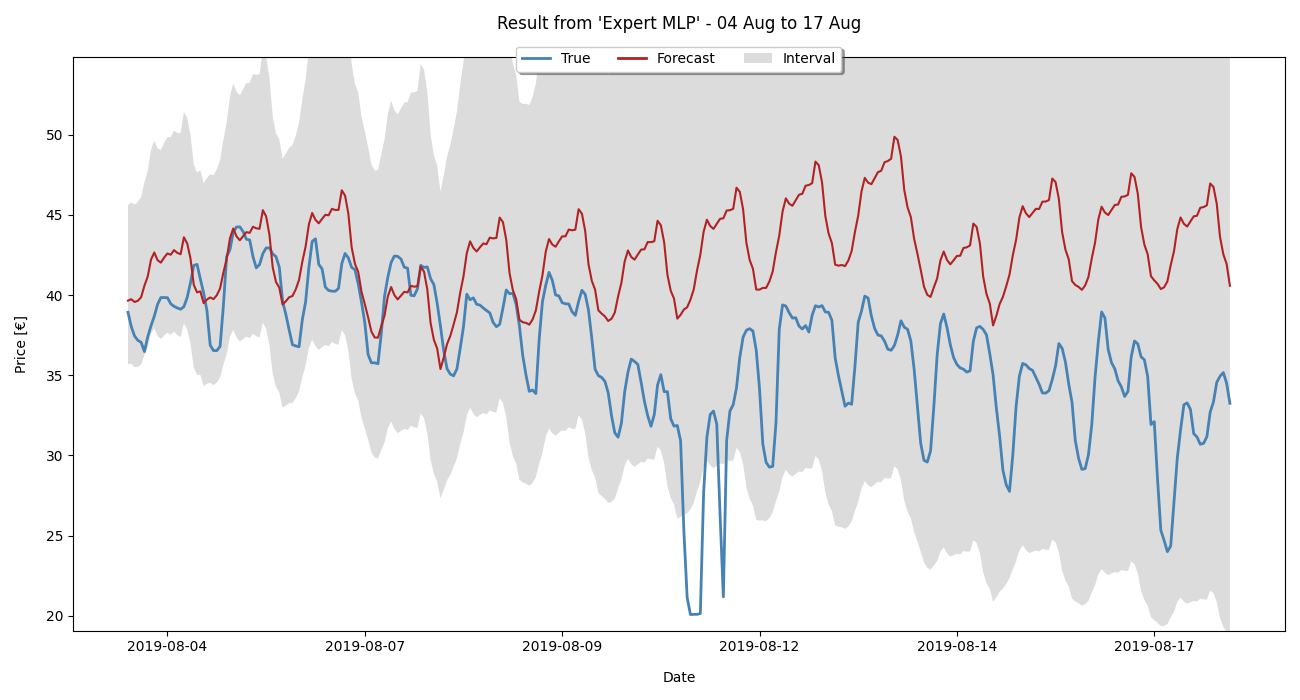 Result from 'Expert MLP' - 04 Aug to 17 Aug
True
Forecast
Interval
Price [€]
50
45
40
35
30
25
20
2019-08-04
2019-08-07
2019-08-09
2019-08-12
2019-08-14
2019-08-17
Date